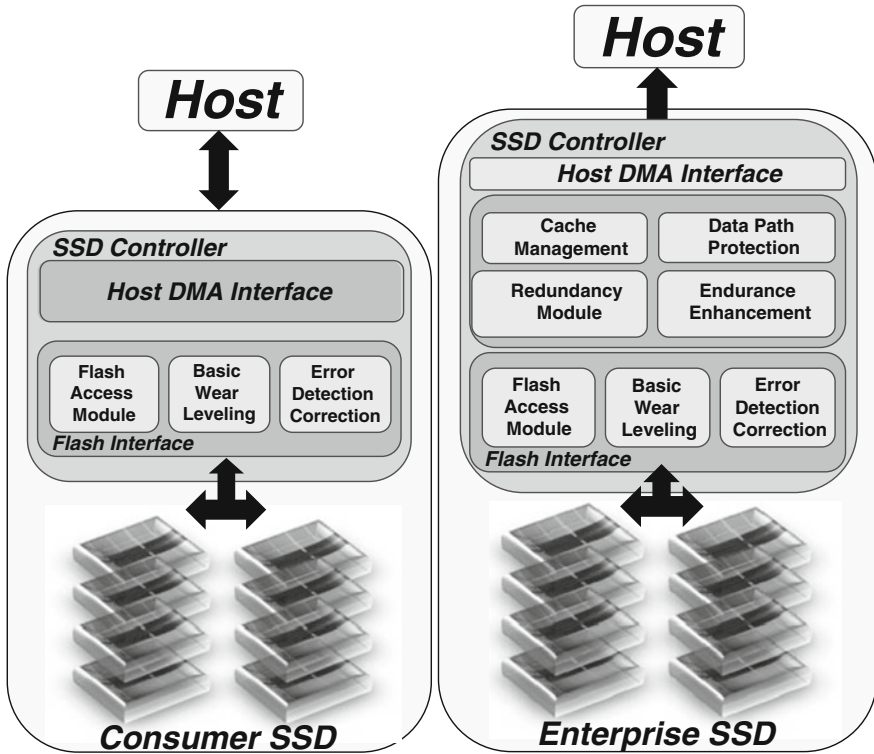 Host
SSD Controller
Host DMA Interface
Flash
Access
Module
Basic
Wear
Leveling
Error
Detection
Correction
Flash Interface
Consumer SSD
Host
SSD Controller
Host DMA Interface
Cache
Management
Data Path
Protection
Redundancy
Module
Endurance
Enhancement
Flash
Access
Module
Basic
Wear
Leveling
Error
Detection
Correction
Flash Interface
Enterprise SSD